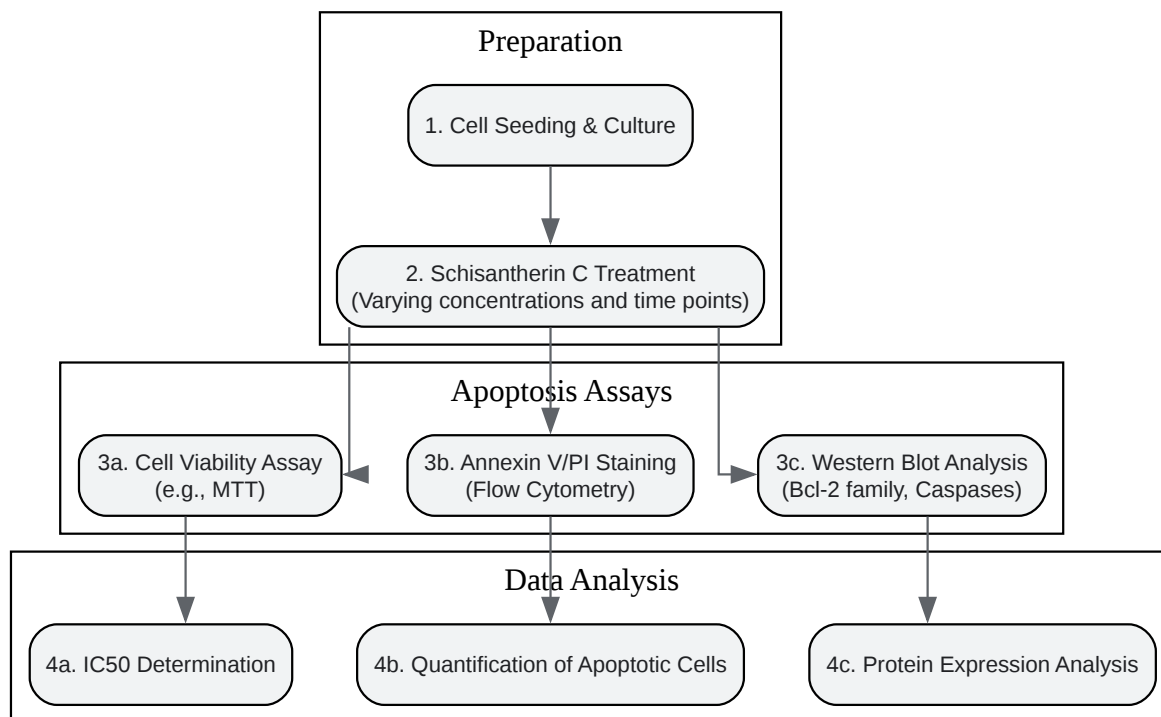 Preparation
1. Cell Seeding & Culture
2. Schisantherin C Treatment
(Varying concentrations and time points)
Apoptosis Assays
3a. Cell Viability Assay
(e.g., MTT)
3b. Annexin V/PI Staining
(Flow Cytometry)
3c. Western Blot Analysis
(Bcl-2 family, Caspases)
Data Analysis
4a. IC50 Determination
4b. Quantification of Apoptotic Cells
4c. Protein Expression Analysis